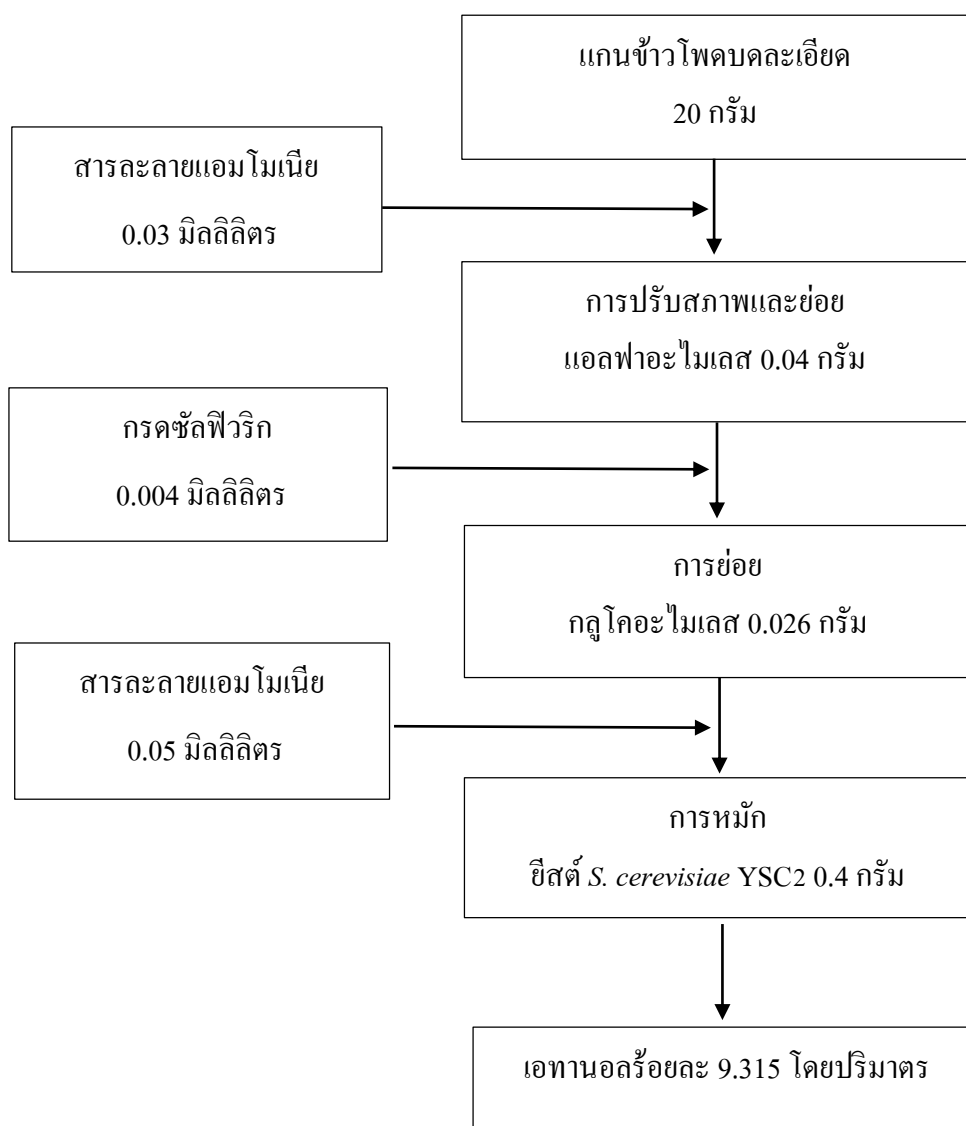 แกนข้าวโพดบดละเอียด
20 กรัม
สารละลายแอมโมเนีย
0.03 มิลลิลิตร
การปรับสภาพและย่อย
แอลฟาอะไมเลส 0.04 กรัม
กรดซัลฟิวริก
0.004 มิลลิลิตร
การย่อย
กลูโคอะไมเลส 0.026 กรัม
สารละลายแอมโมเนีย
0.05 มิลลิลิตร
การหมัก
ยีสต์ S. cerevisiae YSC2 0.4 กรัม
เอทานอลร้อยละ 9.315 โดยปริมาตร